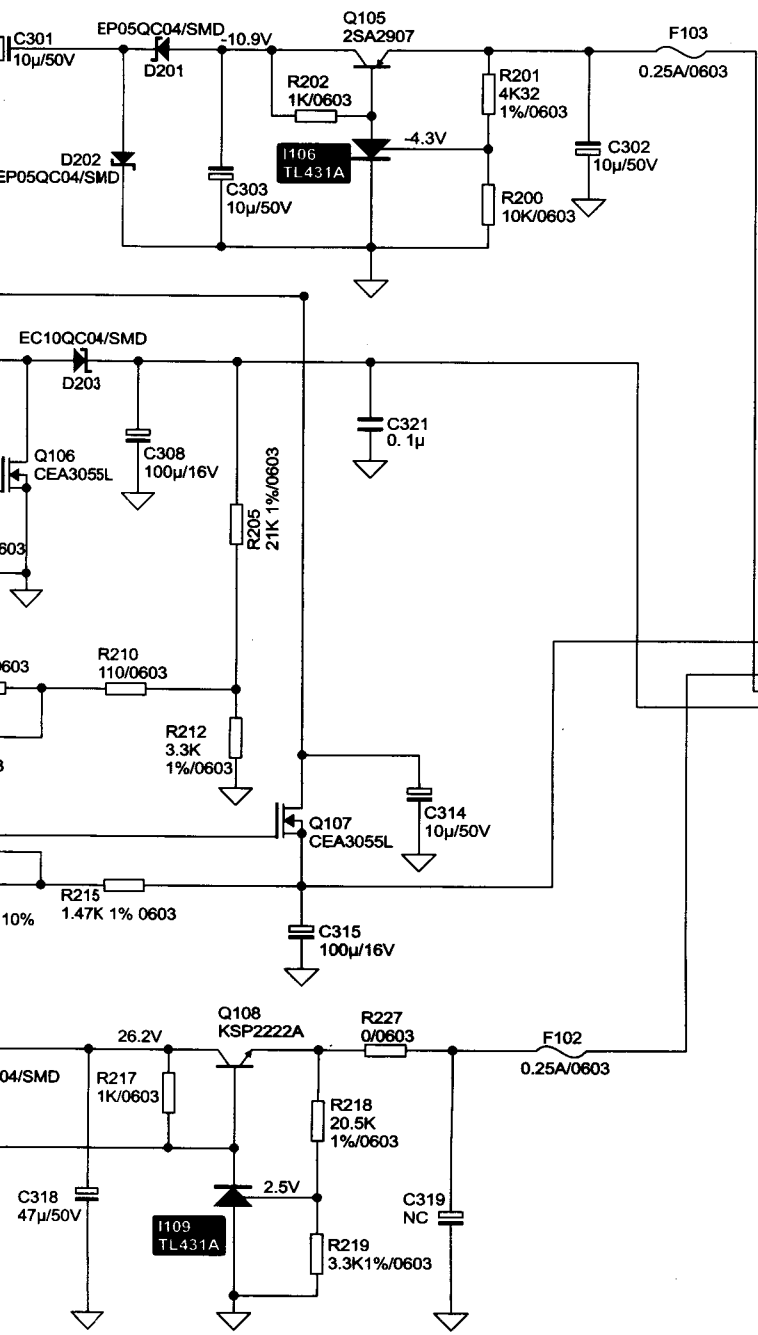 C301
10µ/50V
EP05QC04/SMD
D201
-10.9V
Q105
2SA2907
F103
0.25A/0603
R202
1K/0603
R201
4K32
1%/0603
-4.3V
I106
TL431A
D202
EP05QC04/SMD
C303
10µ/50V
C302
10µ/50V
R200
10K/0603
EC10QC04/SMD
D203
C308
100µ/16V
C321
0. 1µ
Q106
CEA3055L
R205
21K 1%/0603
603
0603
R210
110/0603
R212
3.3K
1%/0603
3
Q107
CEA3055L
C314
10µ/50V
R215
1.47K 1% 0603
10%
C315
100µ/16V
Q108
KSP2222A
26.2V
R227
0/0603
F102
0.25A/0603
04/SMD
R217
1K/0603
R218
20.5K
1%/0603
2.5V
C318
47µ/50V
I109
TL431A
C319
NC
R219
3.3K1%/0603